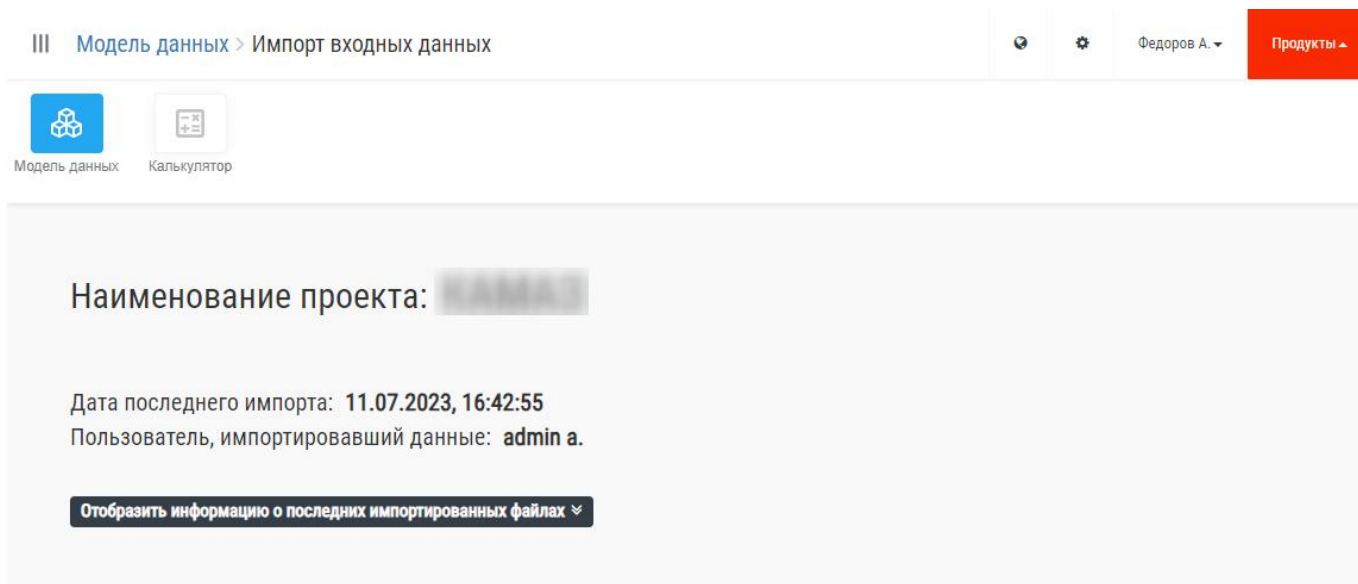 Модель данных > Импорт входных данных
Федоров А.
Продукты
Модель данных
Калькулятор
Наименование проекта:
Дата последнего импорта: 11.07.2023, 16:42:55
Пользователь, импортировавший данные: admin a.
Отобразить информацию о последних импортированных файлах